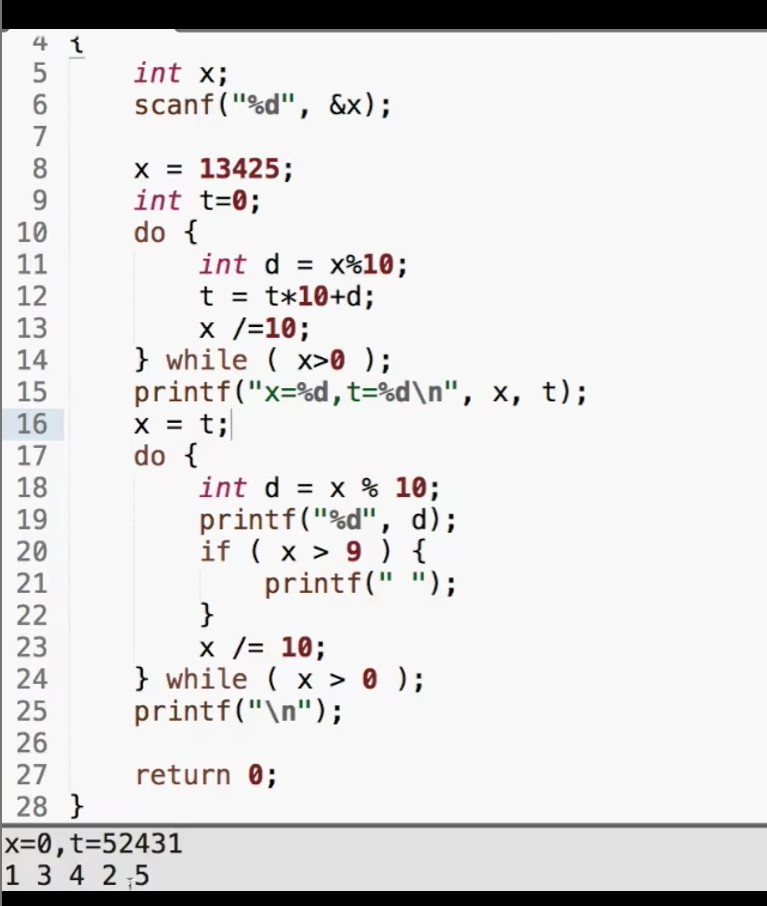 4 {
5     int x;
6     scanf("%d", &x);
7
8     x = 13425;
9     int t=0;
10     do {
11         int d = x%10;
12         t = t*10+d;
13         x /=10;
14     } while ( x>0 );
15     printf("x=%d,t=%d\n", x, t);
16     x = t;
17     do {
18         int d = x % 10;
19         printf("%d", d);
20         if ( x > 9 ) {
21             printf(" ");
22         }
23         x /= 10;
24     } while ( x > 0 );
25     printf("\n");
26
27     return 0;
28 }
x=0,t=52431
1 3 4 2 5